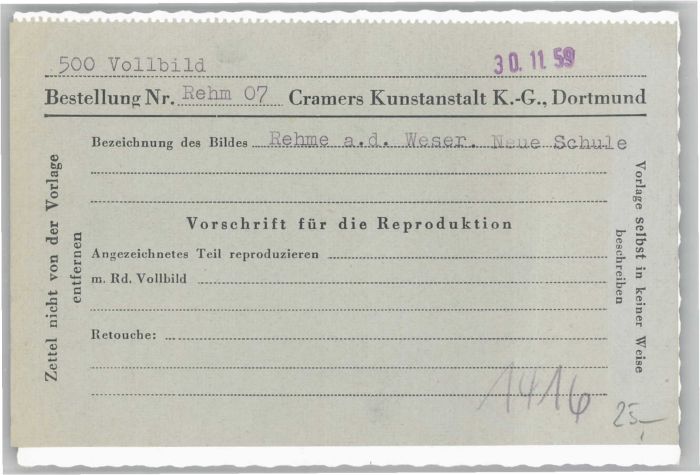 500 Vollbild
30. 11. 59
Bestellung Nr. Rehm 07 Cramers Kunstanstalt K.-G., Dortmund
Bezeichnung des Bildes Rehme a.d. Weser. Neue Schule
Vorschrift für die Reproduktion
Angezeichnetes Teil reproduzieren
m. Rd. Vollbild
Retouche:
Zettel nicht von der Vorlage
entfernen
Vorlage selbst in keiner Weise
beschreiben
1416
25,-